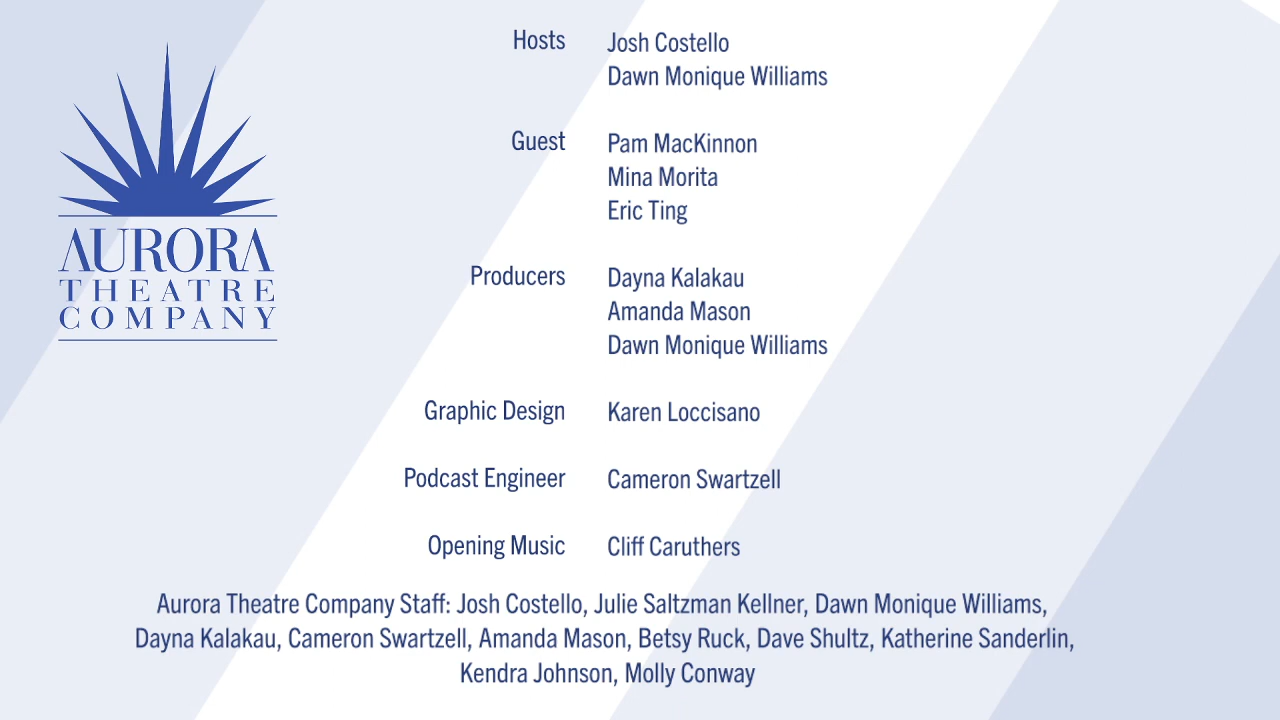 AURORA
THEATRE
COMPANY
Hosts Josh Costello
Dawn Monique Williams
Guest Pam MacKinnon
Mina Morita
Eric Ting
Producers Dayna Kalakau
Amanda Mason
Dawn Monique Williams
Graphic Design Karen Loccisano
Podcast Engineer Cameron Swartzell
Opening Music Cliff Caruthers
Aurora Theatre Company Staff: Josh Costello, Julie Saltzman Kellner, Dawn Monique Williams,
Dayna Kalakau, Cameron Swartzell, Amanda Mason, Betsy Ruck, Dave Shultz, Katherine Sanderlin,
Kendra Johnson, Molly Conway